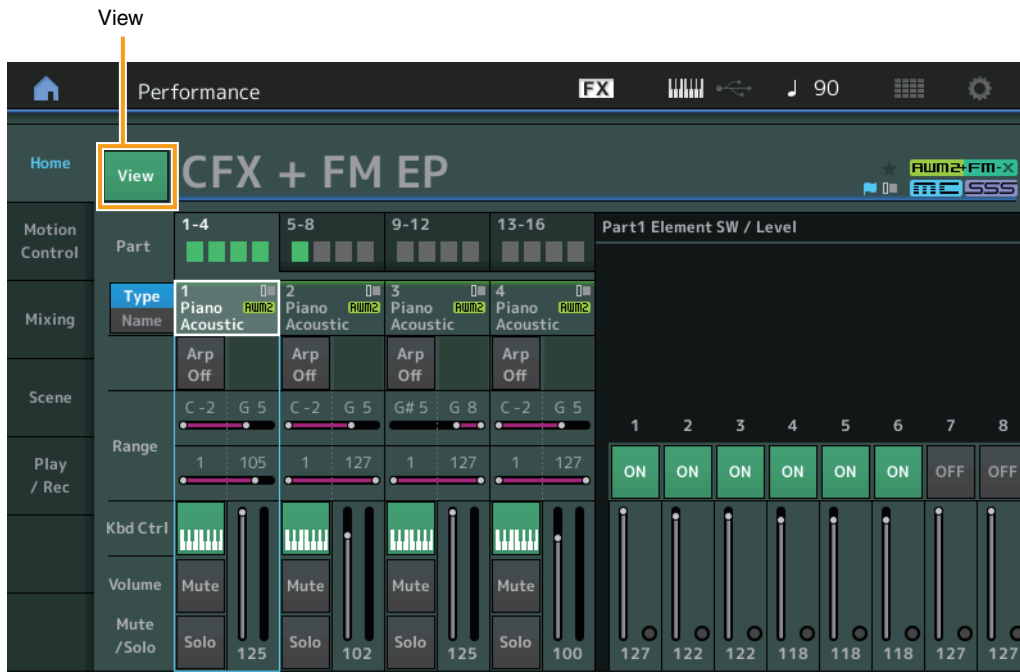 View
Performance FX 90
Home View CFX + FM EP AWM2+FM-X
MC SSS
Motion Control
Mixing
Scene
Play / Rec
Part 1-4 5-8 9-12 13-16 Part1 Element SW / Level
Type 1 2 3 4
Name Piano AWM2 Piano AWM2 Piano AWM2 Piano AWM2
Acoustic Acoustic Acoustic Acoustic
Arp Arp Arp Arp
Off Off Off Off
Range C -2 G 5 C -2 G 5 G# 5 G 8 C -2 G 5
1 105 1 127 1 127 1 127
1 2 3 4 5 6 7 8
ON ON ON ON ON ON OFF OFF
Kbd Ctrl
Volume Mute Mute Mute Mute
Mute
/Solo Solo 125 Solo 102 Solo 125 Solo 100
127 122 122 118 118 118 127 127